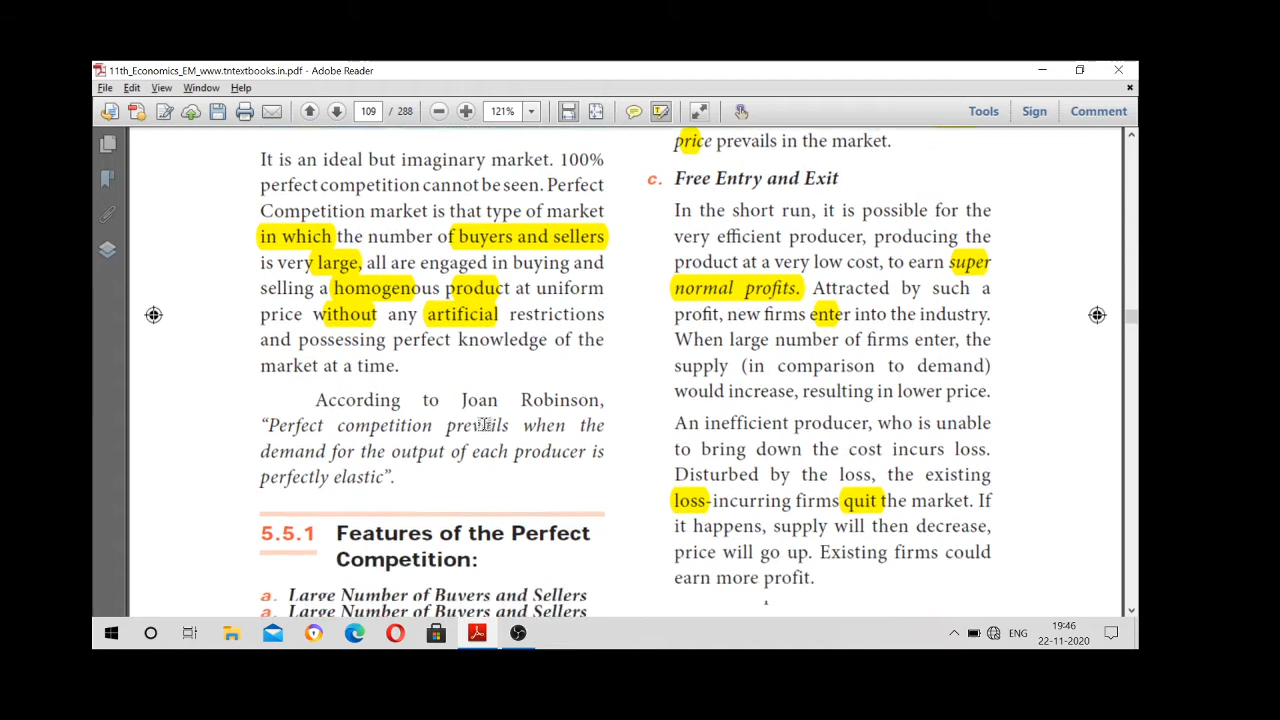 11th_Economics_EM_www.tntextbooks.in.pdf - Adobe Reader
File Edit View Window Help
109 / 288 121% Tools Sign Comment
It is an ideal but imaginary market. 100%
perfect competition cannot be seen. Perfect
Competition market is that type of market
in which the number of buyers and sellers
is very large, all are engaged in buying and
selling a homogenous product at uniform
price without any artificial restrictions
and possessing perfect knowledge of the
market at a time.
According to Joan Robinson,
“Perfect competition prevails when the
demand for the output of each producer is
perfectly elastic”.
5.5.1 Features of the Perfect
Competition:
a. Large Number of Buyers and Sellers
a. Large Number of Buyers and Sellers
price prevails in the market.
c. Free Entry and Exit
In the short run, it is possible for the
very efficient producer, producing the
product at a very low cost, to earn super
normal profits. Attracted by such a
profit, new firms enter into the industry.
When large number of firms enter, the
supply (in comparison to demand)
would increase, resulting in lower price.
An inefficient producer, who is unable
to bring down the cost incurs loss.
Disturbed by the loss, the existing
loss-incurring firms quit the market. If
it happens, supply will then decrease,
price will go up. Existing firms could
earn more profit.
ENG
19:46
22-11-2020